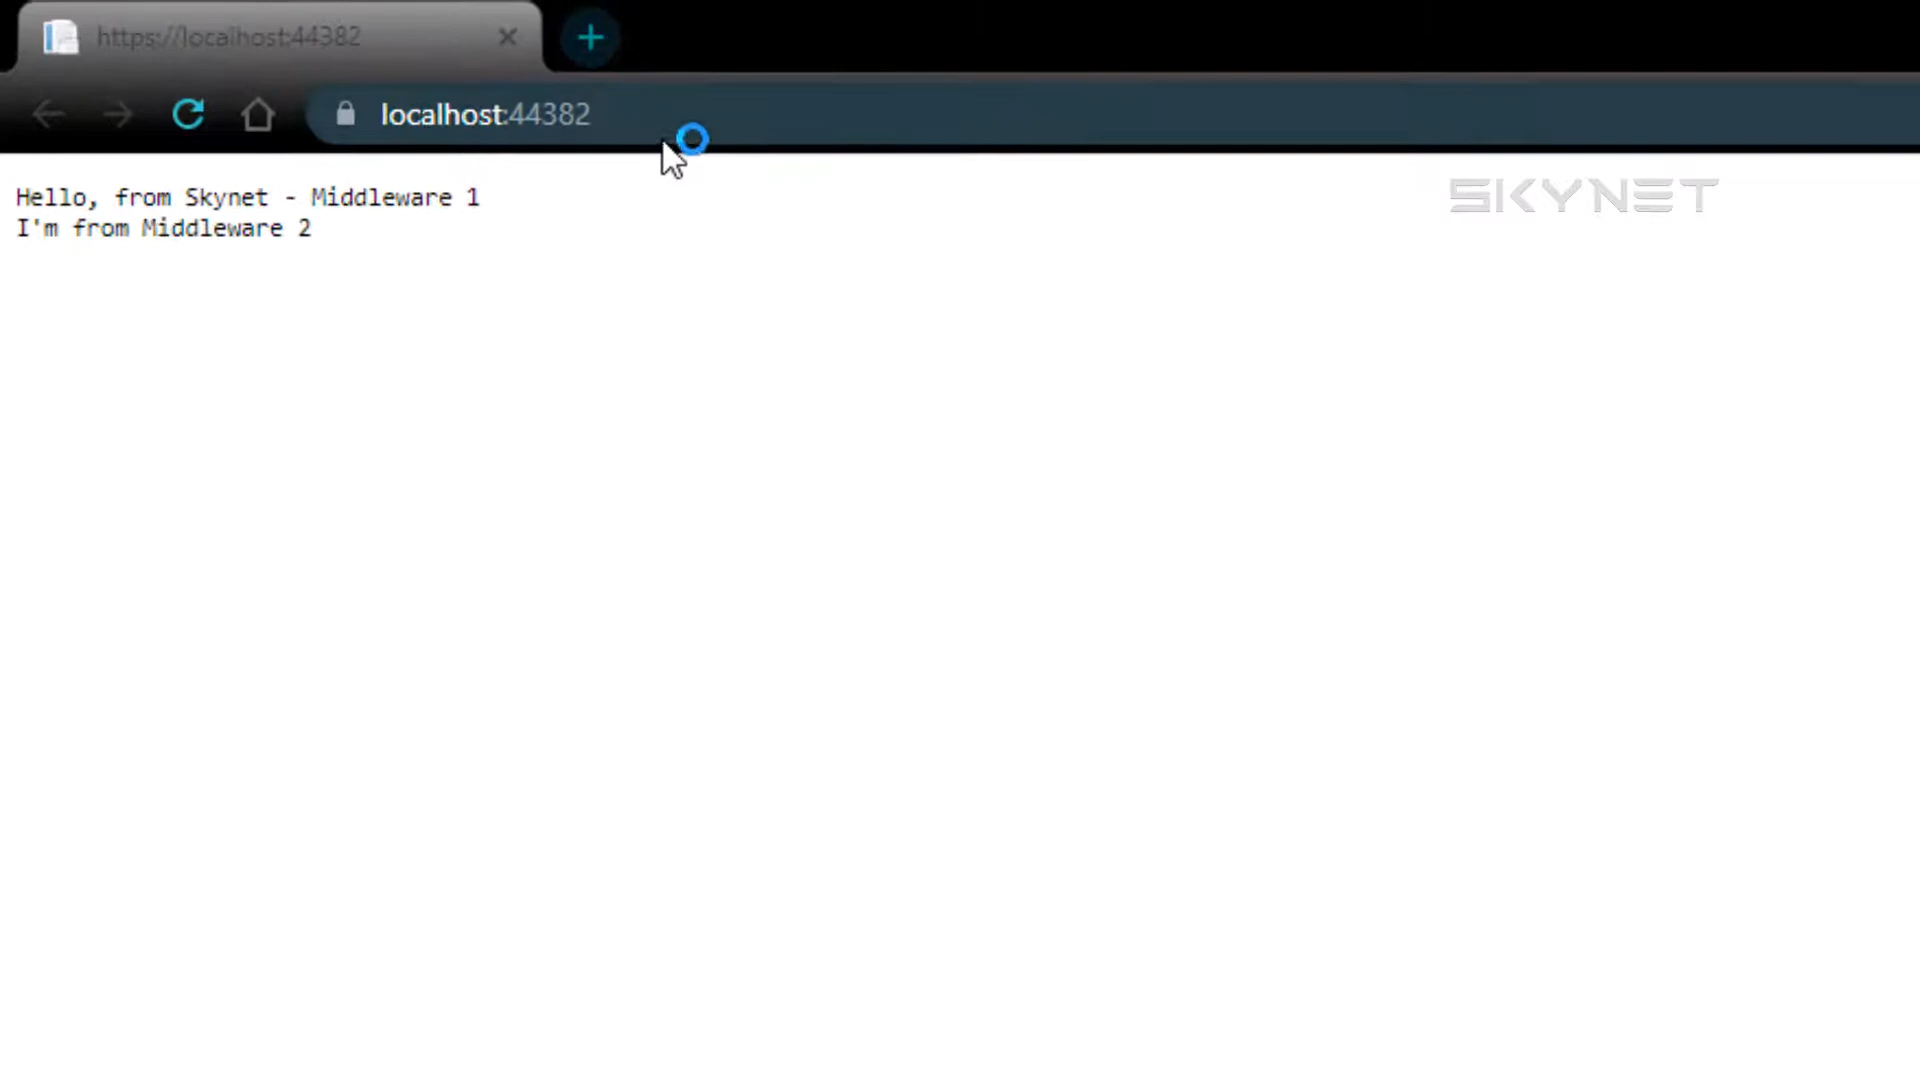 https://localhost:44382
localhost:44382
Hello, from Skynet - Middleware 1
I'm from Middleware 2
SKYNET